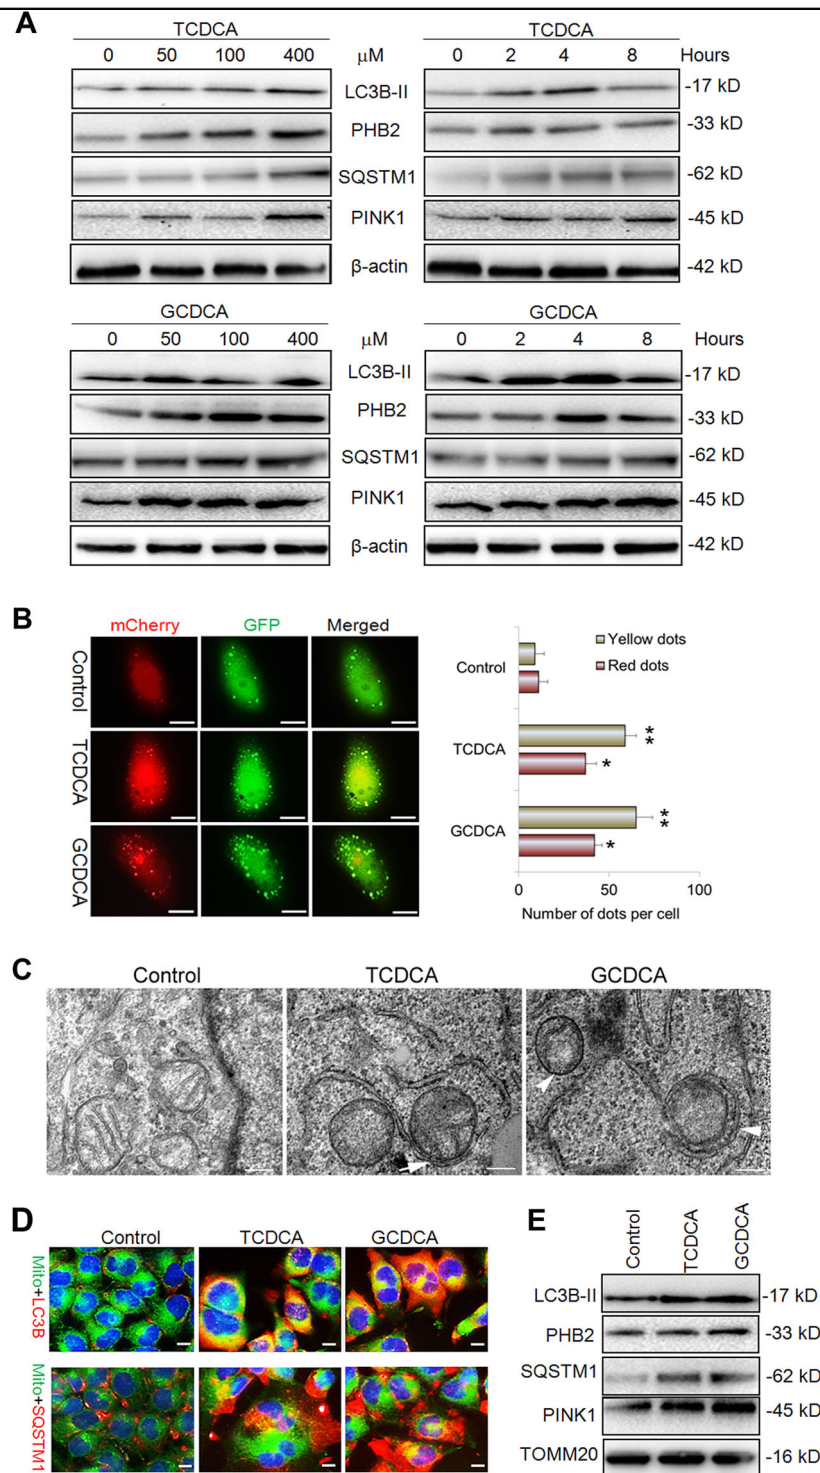 A
TCDCA TCDCA
0 50 100 400 μM 0 2 4 8 Hours
LC3B-II -17 kD
PHB2 -33 kD
SQSTM1 -62 kD
PINK1 -45 kD
β-actin -42 kD
GCDCA GCDCA
0 50 100 400 μM 0 2 4 8 Hours
LC3B-II -17 kD
PHB2 -33 kD
SQSTM1 -62 kD
PINK1 -45 kD
β-actin -42 kD
B
mCherry GFP Merged
Control
TCDCA
GCDCA
Yellow dots
Red dots
Control
TCDCA **
*
GCDCA **
*
0 50 100
Number of dots per cell
C
Control TCDCA GCDCA
D
Control TCDCA GCDCA
Mito+LC3B
Mito+SQSTM1
E
Control TCDCA GCDCA
LC3B-II -17 kD
PHB2 -33 kD
SQSTM1 -62 kD
PINK1 -45 kD
TOMM20 -16 kD